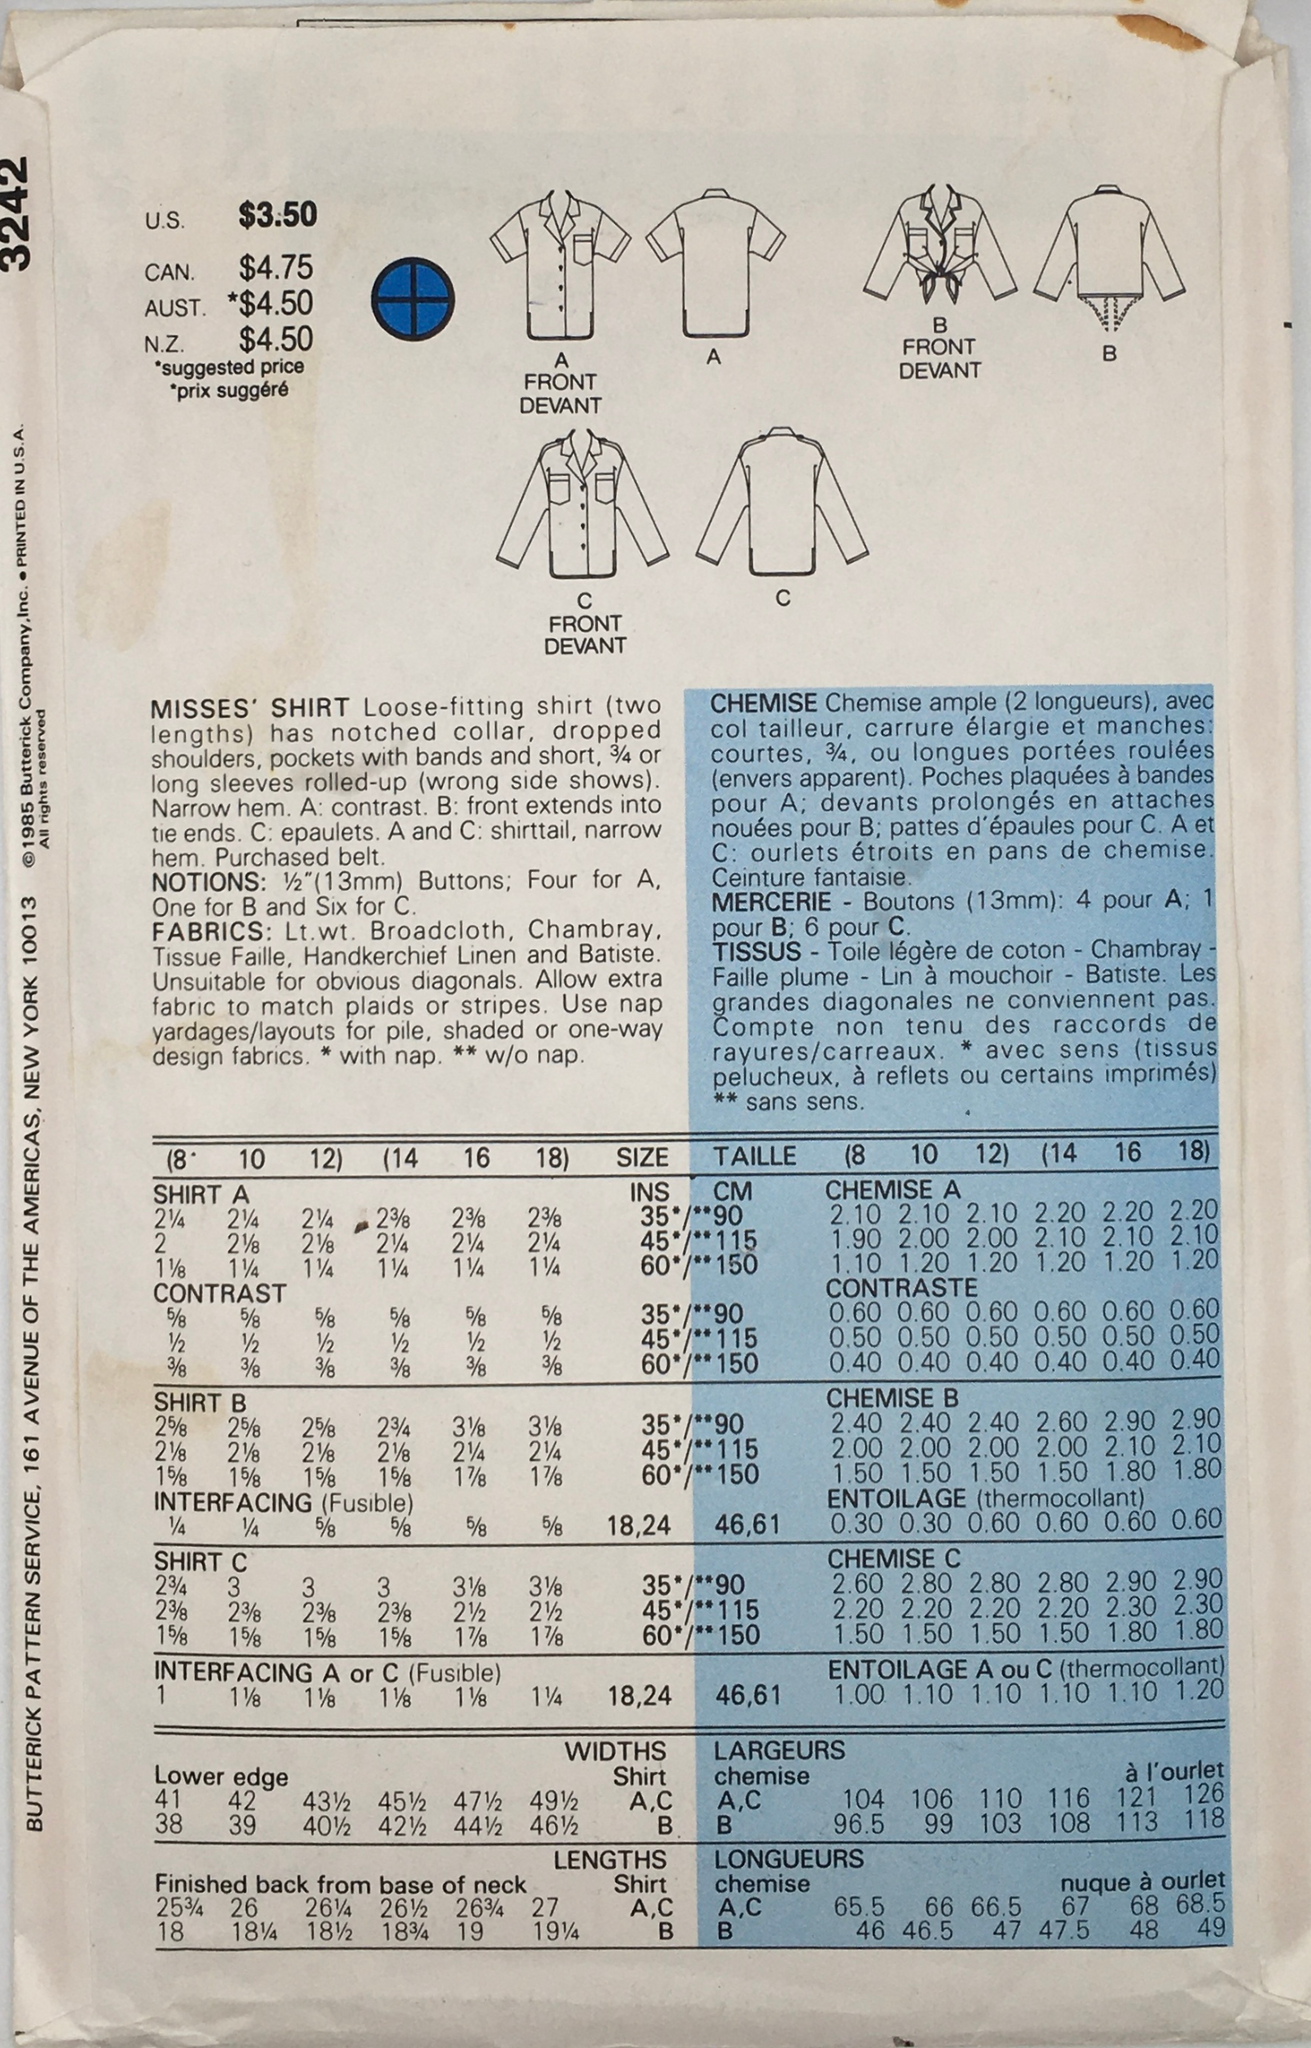 3242
U.S. $3.50
CAN. $4.75
AUST. *$4.50
N.Z. $4.50
*suggested price
*prix suggéré
A
FRONT
DEVANT
A
B
FRONT
DEVANT
B
C
FRONT
DEVANT
C
BUTTERICK PATTERN SERVICE, 161 AVENUE OF THE AMERICAS, NEW YORK 10013 ©1985 Butterick Company,Inc. ● PRINTED IN U.S.A.
All rights reserved
MISSES' SHIRT Loose-fitting shirt (two
lengths) has notched collar, dropped
shoulders, pockets with bands and short, ¾ or
long sleeves rolled-up (wrong side shows).
Narrow hem. A: contrast. B: front extends into
tie ends. C: epaulets. A and C: shirttail, narrow
hem. Purchased belt.
NOTIONS: ½"(13mm) Buttons; Four for A,
One for B and Six for C.
FABRICS: Lt.wt. Broadcloth, Chambray,
Tissue Faille, Handkerchief Linen and Batiste.
Unsuitable for obvious diagonals. Allow extra
fabric to match plaids or stripes. Use nap
yardages/layouts for pile, shaded or one-way
design fabrics. * with nap. ** w/o nap.
CHEMISE Chemise ample (2 longueurs), avec
col tailleur, carrure élargie et manches:
courtes, ¾, ou longues portées roulées
(envers apparent). Poches plaquées à bandes
pour A; devants prolongés en attaches
nouées pour B; pattes d'épaules pour C. A et
C: ourlets étroits en pans de chemise.
Ceinture fantaisie.
MERCERIE - Boutons (13mm): 4 pour A; 1
pour B; 6 pour C.
TISSUS - Toile légère de coton - Chambray -
Faille plume - Lin à mouchoir - Batiste. Les
grandes diagonales ne conviennent pas.
Compte non tenu des raccords de
rayures/carreaux. * avec sens (tissus
pelucheux, à reflets ou certains imprimés)
** sans sens.
(8 10 12) (14 16 18) SIZE TAILLE (8 10 12) (14 16 18)
SHIRT A INS CM CHEMISE A
2¼ 2¼ 2¼ 2⅜ 2⅜ 2⅜ 35*/**90 2.10 2.10 2.10 2.20 2.20 2.20
2 2⅛ 2⅛ 2¼ 2¼ 2¼ 45*/**115 1.90 2.00 2.00 2.10 2.10 2.10
1⅛ 1¼ 1¼ 1¼ 1¼ 1¼ 60*/**150 1.10 1.20 1.20 1.20 1.20 1.20
CONTRAST CONTRASTE
⅝ ⅝ ⅝ ⅝ ⅝ ⅝ 35*/**90 0.60 0.60 0.60 0.60 0.60 0.60
½ ½ ½ ½ ½ ½ 45*/**115 0.50 0.50 0.50 0.50 0.50 0.50
⅜ ⅜ ⅜ ⅜ ⅜ ⅜ 60*/**150 0.40 0.40 0.40 0.40 0.40 0.40
SHIRT B CHEMISE B
2⅝ 2⅝ 2⅝ 2¾ 3⅛ 3⅛ 35*/**90 2.40 2.40 2.40 2.60 2.90 2.90
2⅛ 2⅛ 2⅛ 2⅛ 2¼ 2¼ 45*/**115 2.00 2.00 2.00 2.00 2.10 2.10
1⅝ 1⅝ 1⅝ 1⅝ 1⅞ 1⅞ 60*/**150 1.50 1.50 1.50 1.50 1.80 1.80
INTERFACING (Fusible) ENTOILAGE (thermocollant)
¼ ¼ ⅝ ⅝ ⅝ ⅝ 18,24 46,61 0.30 0.30 0.60 0.60 0.60 0.60
SHIRT C CHEMISE C
2¾ 3 3 3 3⅛ 3⅛ 35*/**90 2.60 2.80 2.80 2.80 2.90 2.90
2⅜ 2⅜ 2⅜ 2⅜ 2½ 2½ 45*/**115 2.20 2.20 2.20 2.20 2.30 2.30
1⅝ 1⅝ 1⅝ 1⅝ 1⅞ 1⅞ 60*/**150 1.50 1.50 1.50 1.50 1.80 1.80
INTERFACING A or C (Fusible) ENTOILAGE A ou C (thermocollant)
1 1⅛ 1⅛ 1⅛ 1⅛ 1¼ 18,24 46,61 1.00 1.10 1.10 1.10 1.10 1.20
WIDTHS LARGEURS
Lower edge Shirt chemise à l'ourlet
41 42 43½ 45½ 47½ 49½ A,C A,C 104 106 110 116 121 126
38 39 40½ 42½ 44½ 46½ B B 96.5 99 103 108 113 118
LENGTHS LONGUEURS
Finished back from base of neck Shirt chemise nuque à ourlet
25¾ 26 26¼ 26½ 26¾ 27 A,C A,C 65.5 66 66.5 67 68 68.5
18 18¼ 18½ 18¾ 19 19¼ B B 46 46.5 47 47.5 48 49